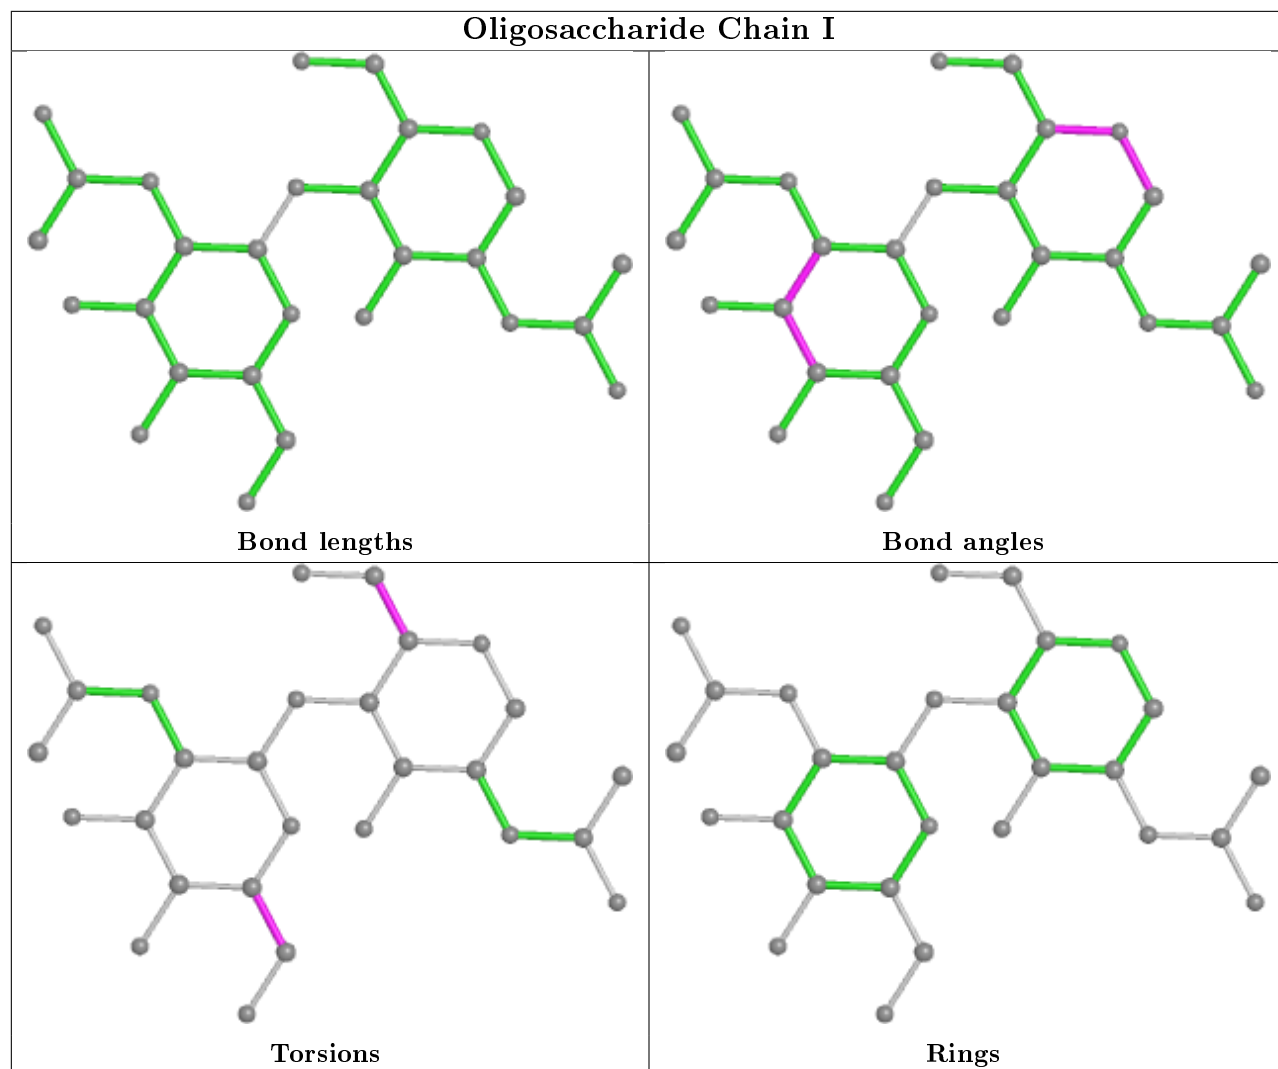 Oligosaccharide Chain I
Bond lengths
Bond angles
Torsions
Rings